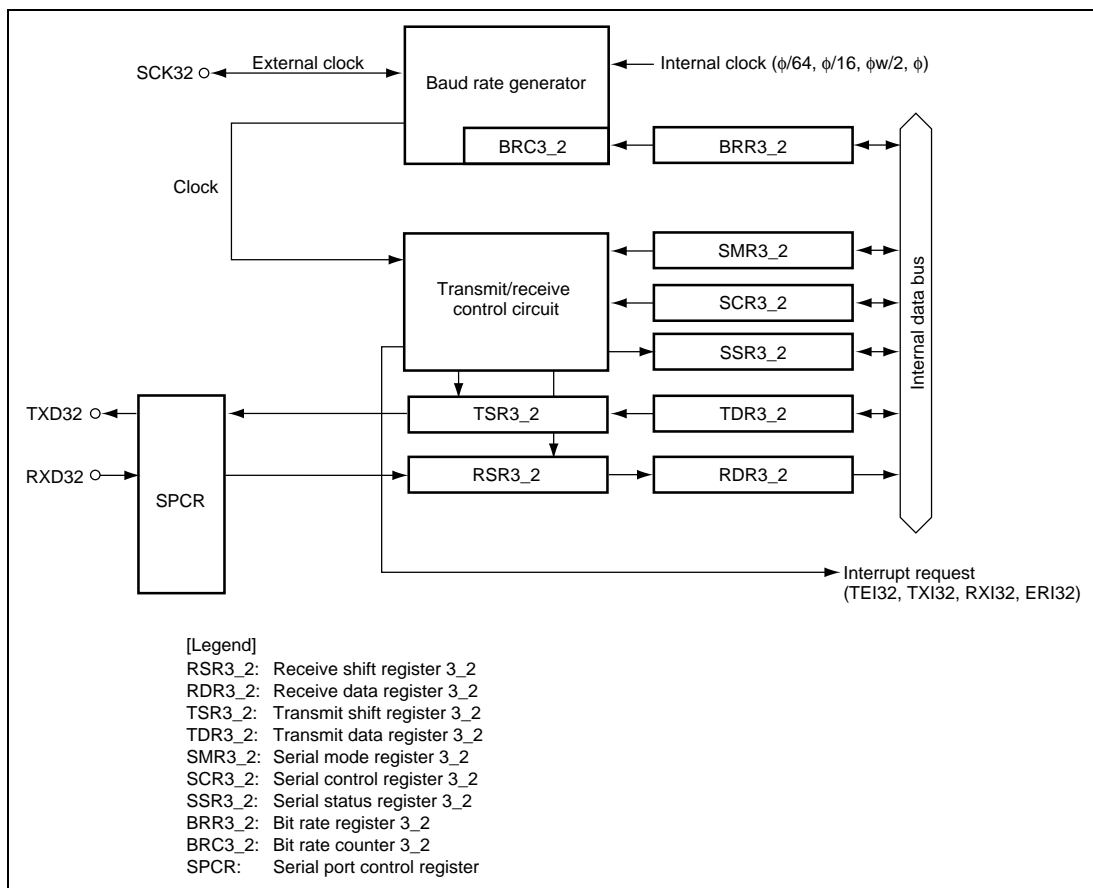 SCK32
External clock
Baud rate generator
Internal clock (ϕ/64, ϕ/16, ϕw/2, ϕ)
BRC3_2
BRR3_2
Clock
Transmit/receive
control circuit
SMR3_2
SCR3_2
SSR3_2
Internal data bus
TXD32
TSR3_2
TDR3_2
RXD32
SPCR
RSR3_2
RDR3_2
Interrupt request
(TEI32, TXI32, RXI32, ERI32)
[Legend]
RSR3_2: Receive shift register 3_2
RDR3_2: Receive data register 3_2
TSR3_2: Transmit shift register 3_2
TDR3_2: Transmit data register 3_2
SMR3_2: Serial mode register 3_2
SCR3_2: Serial control register 3_2
SSR3_2: Serial status register 3_2
BRR3_2: Bit rate register 3_2
BRC3_2: Bit rate counter 3_2
SPCR: Serial port control register